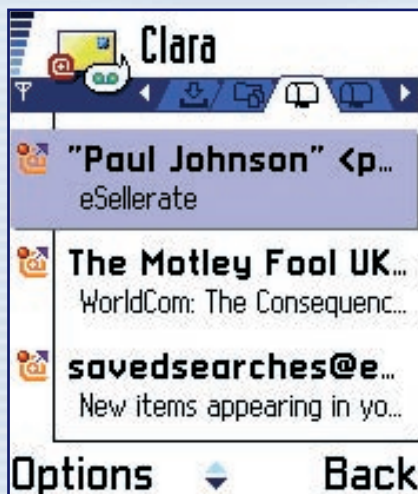 Clara
"Paul Johnson" <p...
eSellerate
The Motley Fool UK...
WorldCom: The Consequenc...
savedsearches@e...
New items appearing in yo...
Options Back